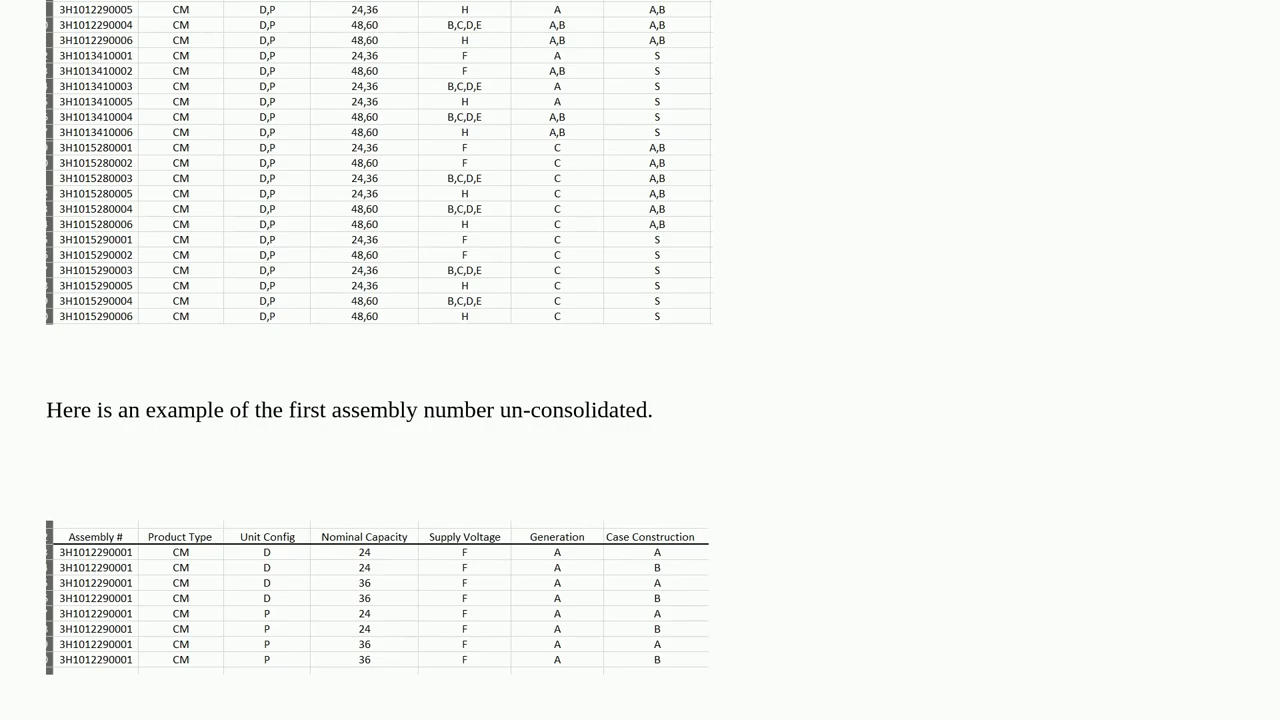 3H1012290005 CM D,P 24,36 H A A,B
3H1012290004 CM D,P 48,60 B,C,D,E A,B A,B
3H1012290006 CM D,P 48,60 H A,B A,B
3H1013410001 CM D,P 24,36 F A S
3H1013410002 CM D,P 48,60 F A,B S
3H1013410003 CM D,P 24,36 B,C,D,E A S
3H1013410005 CM D,P 24,36 H A S
3H1013410004 CM D,P 48,60 B,C,D,E A,B S
3H1013410006 CM D,P 48,60 H A,B S
3H1015280001 CM D,P 24,36 F C A,B
3H1015280002 CM D,P 48,60 F C A,B
3H1015280003 CM D,P 24,36 B,C,D,E C A,B
3H1015280005 CM D,P 24,36 H C A,B
3H1015280004 CM D,P 48,60 B,C,D,E C A,B
3H1015280006 CM D,P 48,60 H C A,B
3H1015290001 CM D,P 24,36 F C S
3H1015290002 CM D,P 48,60 F C S
3H1015290003 CM D,P 24,36 B,C,D,E C S
3H1015290005 CM D,P 24,36 H C S
3H1015290004 CM D,P 48,60 B,C,D,E C S
3H1015290006 CM D,P 48,60 H C S
Here is an example of the first assembly number un-consolidated.
Assembly # Product Type Unit Config Nominal Capacity Supply Voltage Generation Case Construction
3H1012290001 CM D 24 F A A
3H1012290001 CM D 24 F A B
3H1012290001 CM D 36 F A A
3H1012290001 CM D 36 F A B
3H1012290001 CM P 24 F A A
3H1012290001 CM P 24 F A B
3H1012290001 CM P 36 F A A
3H1012290001 CM P 36 F A B